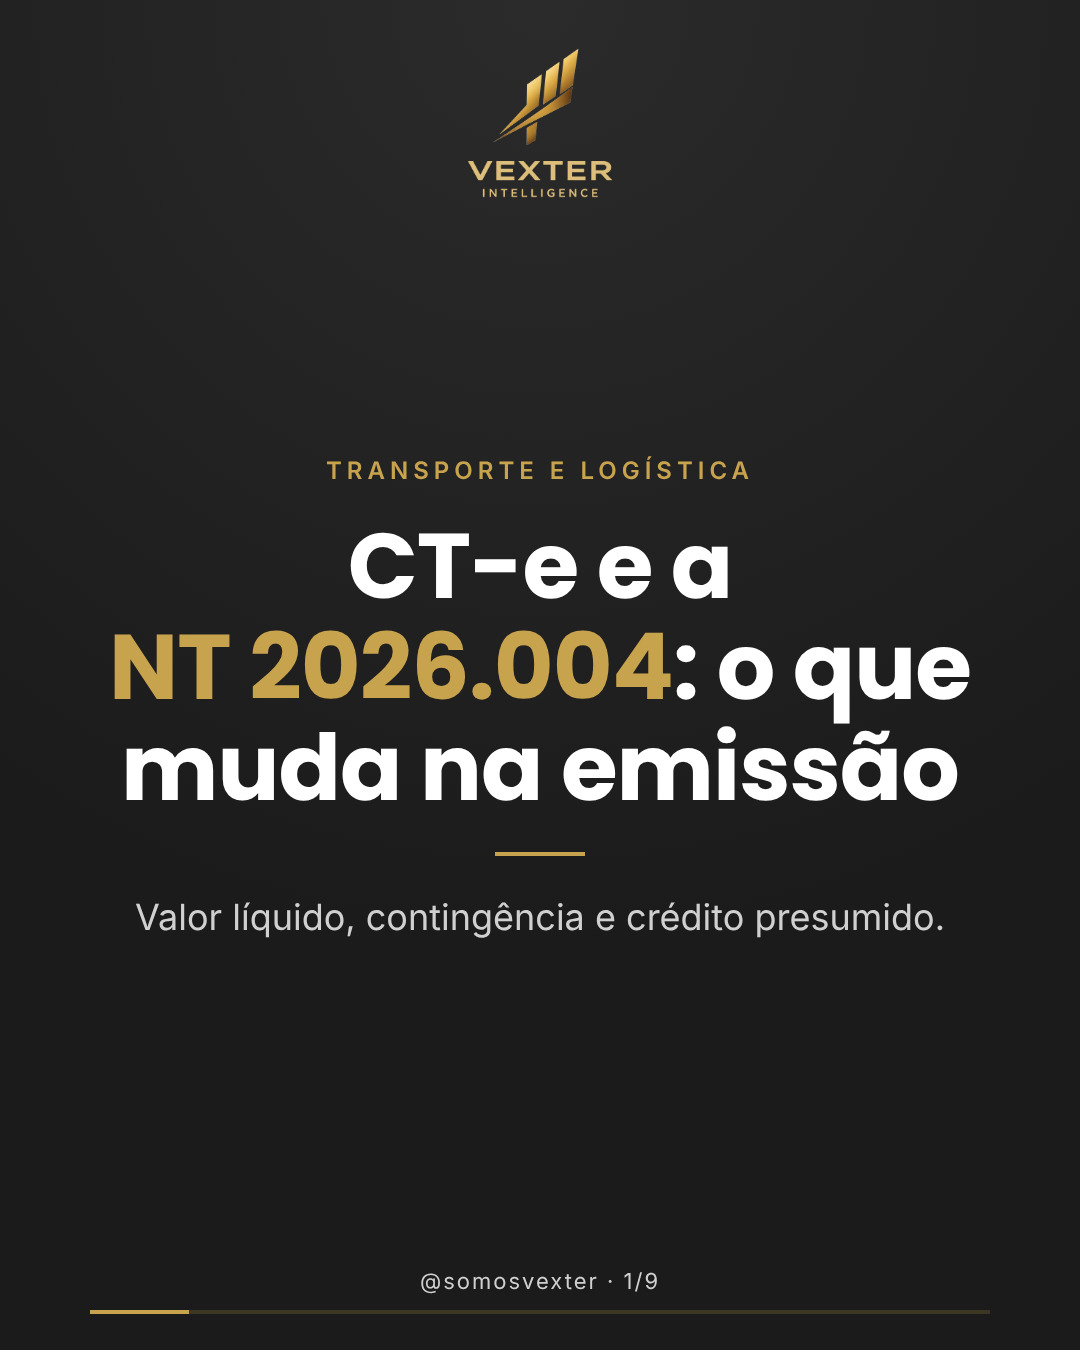 VEXTER
INTELLIGENCE
TRANSPORTE E LOGÍSTICA
CT-e e a
NT 2026.004: o que
muda na emissão
Valor líquido, contingência e crédito presumido.
@somosvexter · 1/9